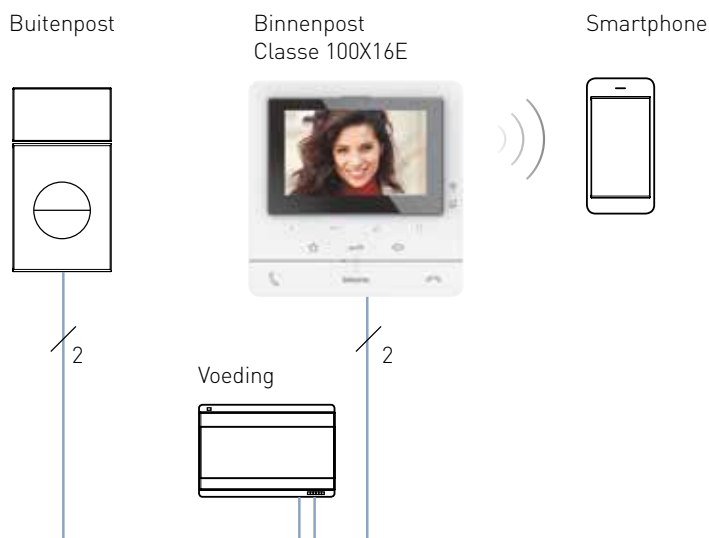 Buitenpost
Binnenpost
Classe 100X16E
Smartphone
2
2
Voeding